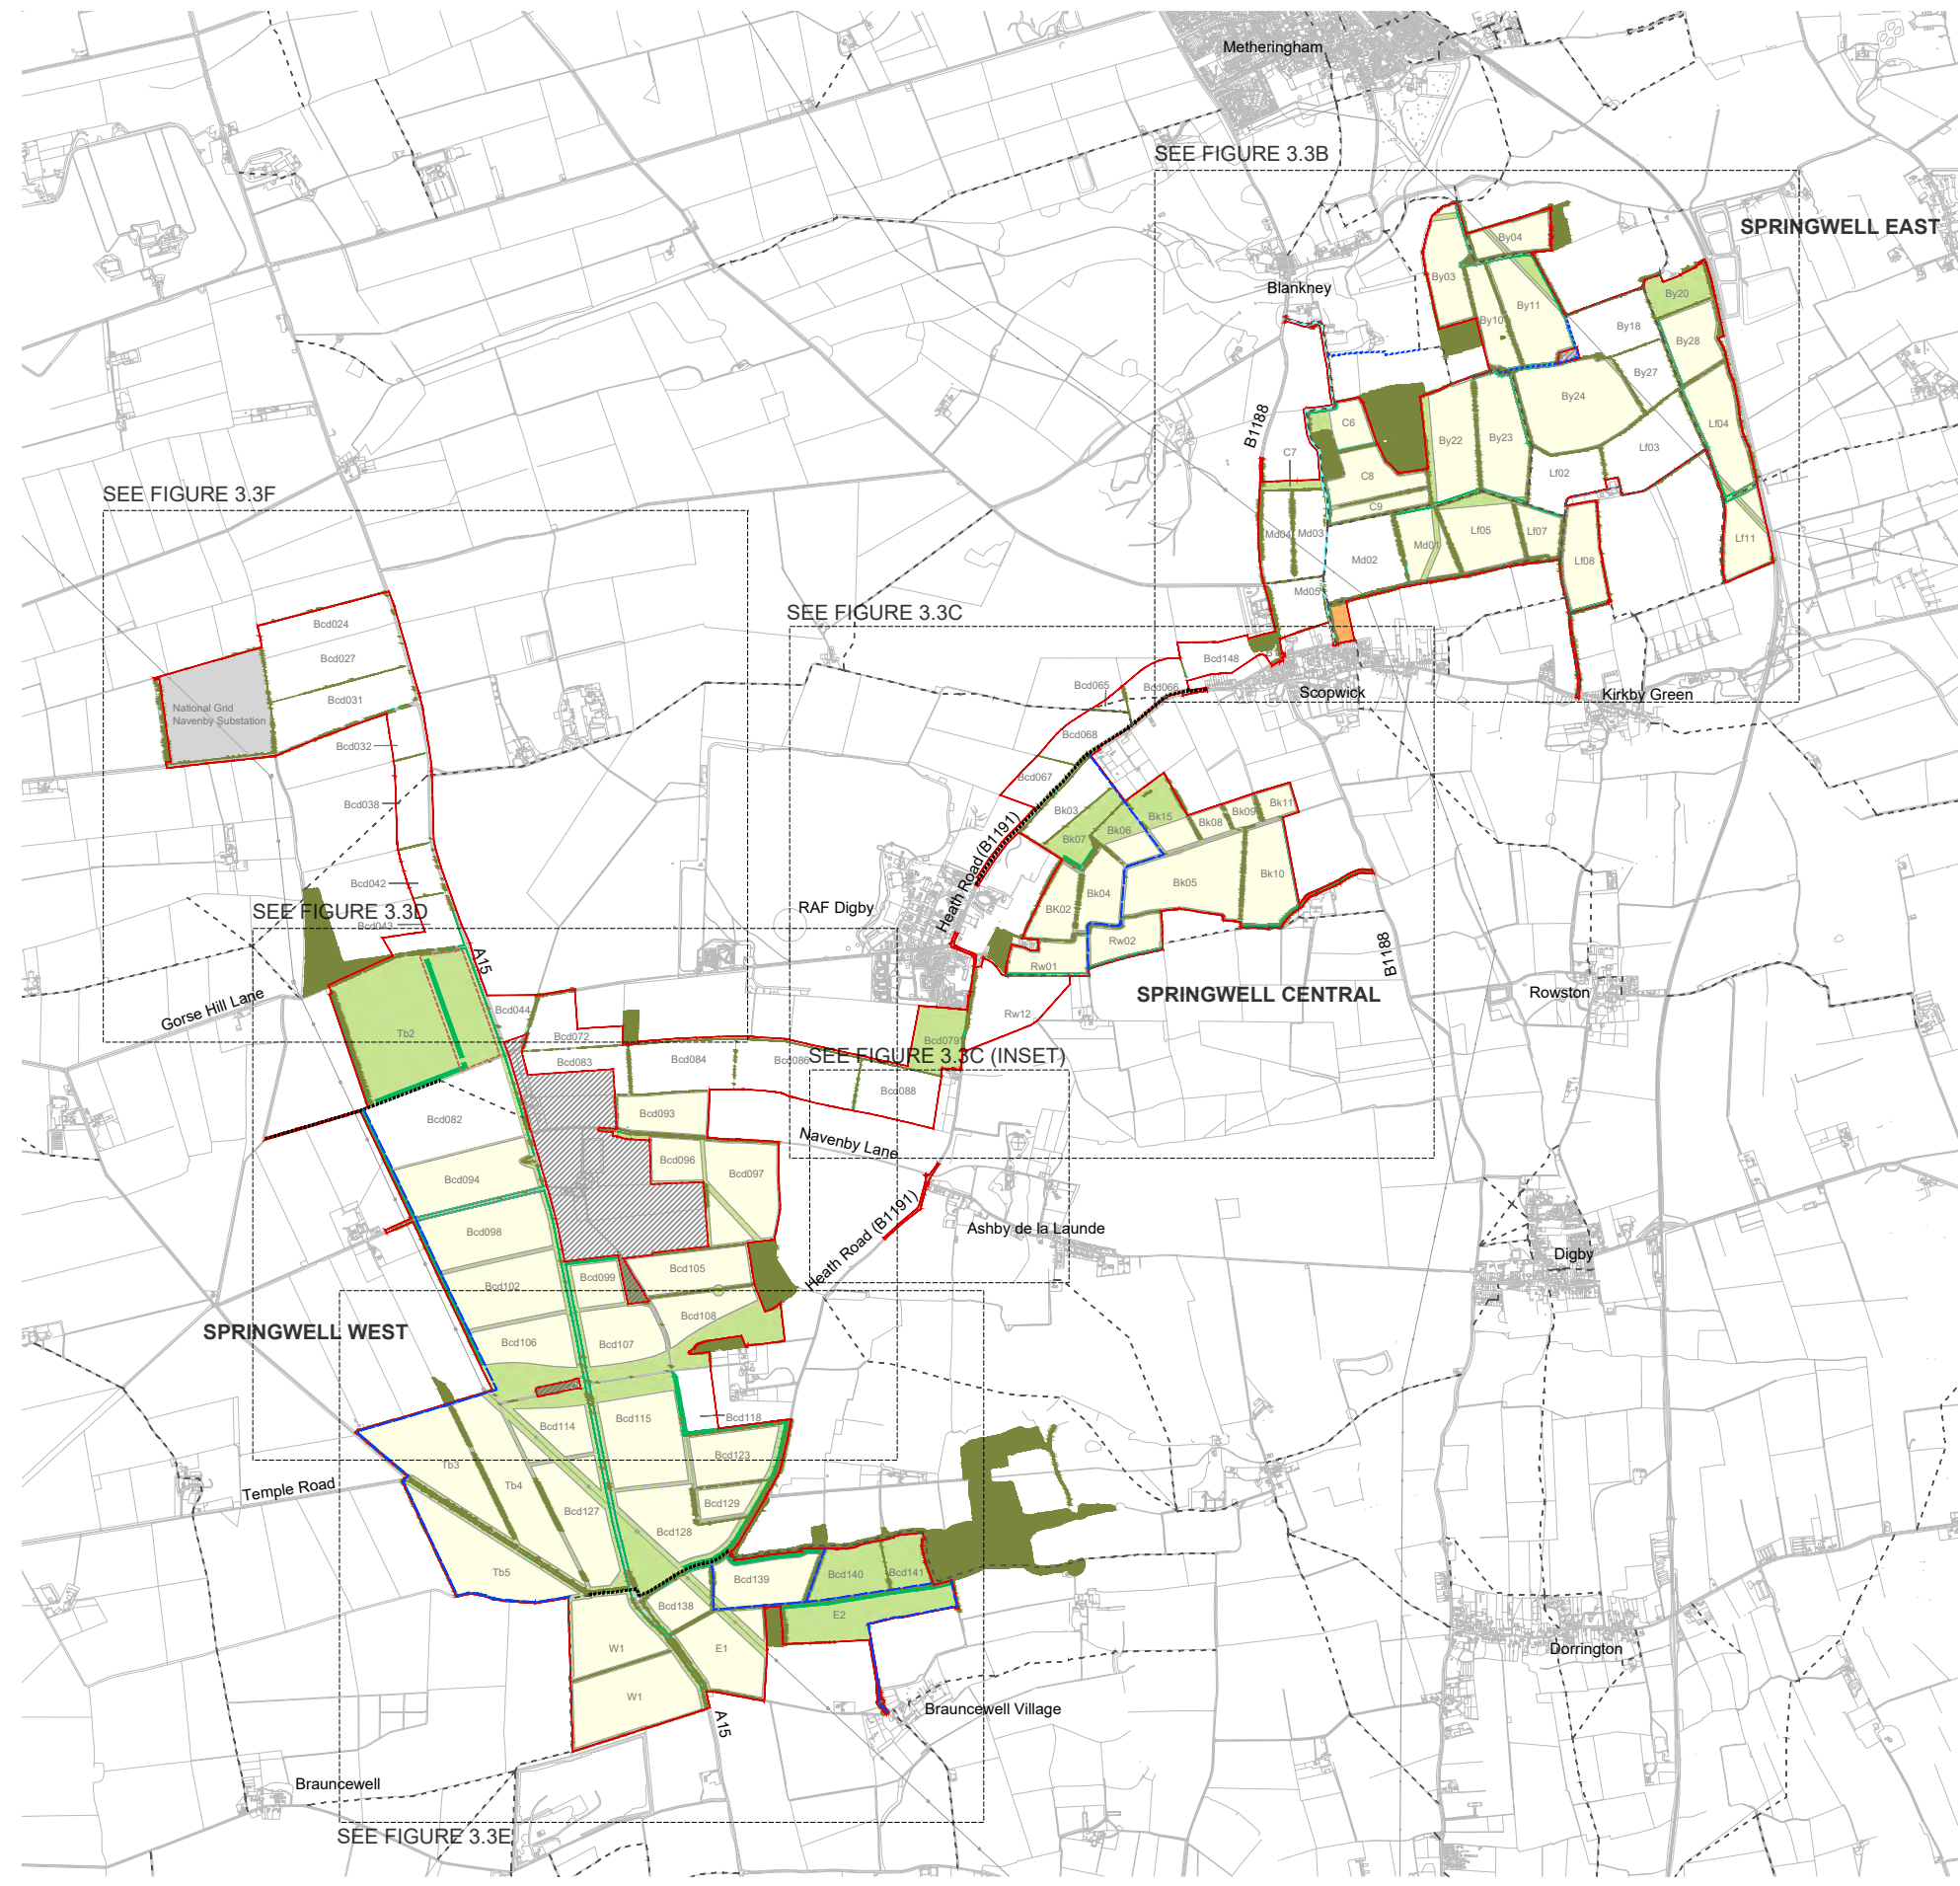 Metheringham
SEE FIGURE 3.3B
SPRINGWELL EAST
By04
By03
Blankney
By20
By11
By10
By18
By28
By27
By24
B1188
C6
By22
By23
Lf04
C7
Lf03
C8
Lf02
SEE FIGURE 3.3F
C9
Md04
Md03
Md01
Lf05
Lf07
Lf11
Md02
Lf08
Md05
SEE FIGURE 3.3C
Bcd024
Bcd027
Bcd148
Bcd065
Bcd066
Scopwick
Kirkby Green
Bcd031
National Grid
Navenby Substation
Bcd032
Bcd068
Bcd067
Bcd038
Bk03
Bk15
Bk09
Bk11
Bk06
Bk08
Bk07
Heath Road (B1191)
Bcd042
Bk05
Bk10
Bk04
BK02
SEE FIGURE 3.3D
RAF Digby
Bcd043
A15
Rw02
B1188
Rw01
Gorse Hill Lane
SPRINGWELL CENTRAL
Rowston
Bcd044
Rw12
Tb2
Bcd072
Bcd079
Bcd083
Bcd084
Bcd086
SEE FIGURE 3.3C (INSET)
Bcd088
Bcd093
Bcd082
Navenby Lane
Bcd096
Bcd097
Bcd094
Heath Road (B1191)
Ashby de la Launde
Bcd098
Digby
Bcd105
Bcd099
Bcd102
Bcd108
SPRINGWELL WEST
Bcd106
Bcd107
Bcd118
Bcd115
Bcd114
Bcd123
Tb3
Temple Road
Tb4
Bcd129
Bcd127
Bcd128
Tb5
Bcd139
Bcd140
Bcd141
Bcd138
E2
W1
E1
Dorrington
W1
Brauncewell Village
A15
Brauncewell
SEE FIGURE 3.3E